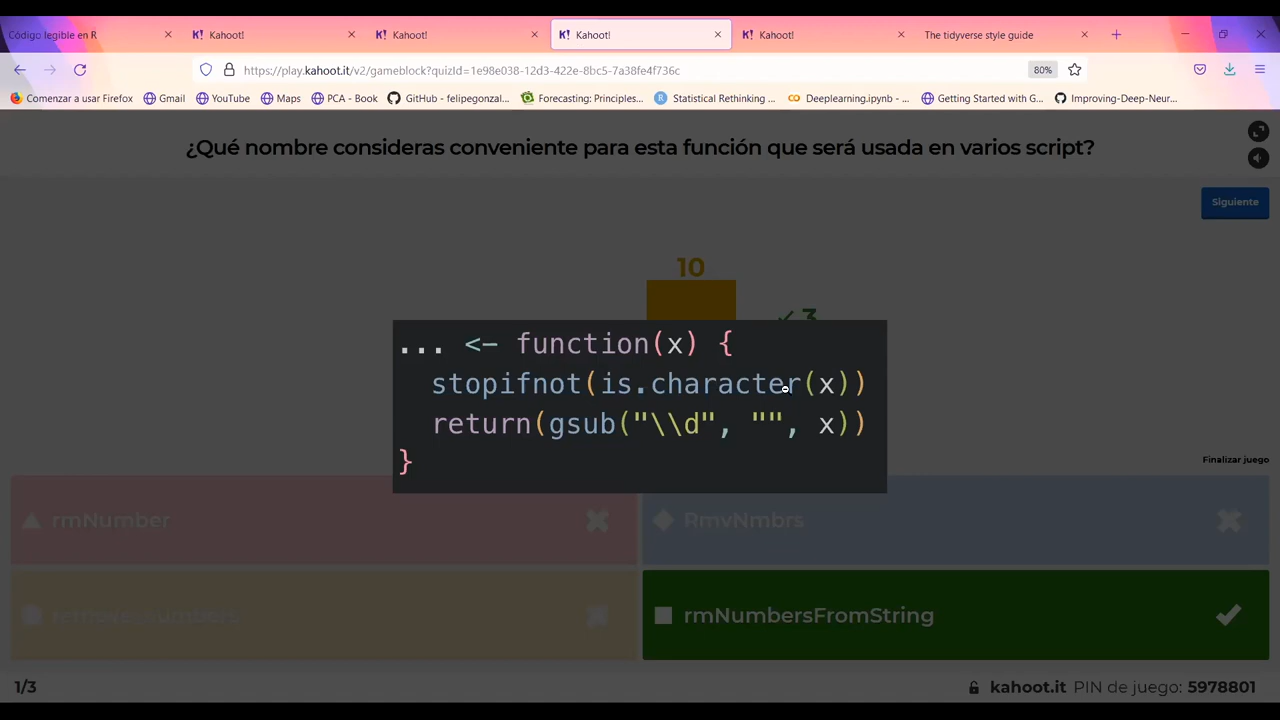 Código legible en R
Kahoot!
Kahoot!
Kahoot!
Kahoot!
The tidyverse style guide
https://play.kahoot.it/v2/gameblock?quizId=1e98e038-12d3-422e-8bc5-7a38fe4f736c
80%
Comenzar a usar Firefox
Gmail
YouTube
Maps
PCA - Book
GitHub - felipegonzal...
Forecasting: Principles...
Statistical Rethinking ...
Deeplearning.ipynb - ...
Getting Started with G...
Improving-Deep-Neur...
¿Qué nombre consideras conveniente para esta función que será usada en varios script?
Siguiente
10
3
... <- function(x) {
stopifnot(is.character(x))
return(gsub("\\d", "", x))
}
Finalizar juego
rmNumber
RmvNmbrs
rmNumbersFromString
1/3
kahoot.it PIN de juego: 5978801